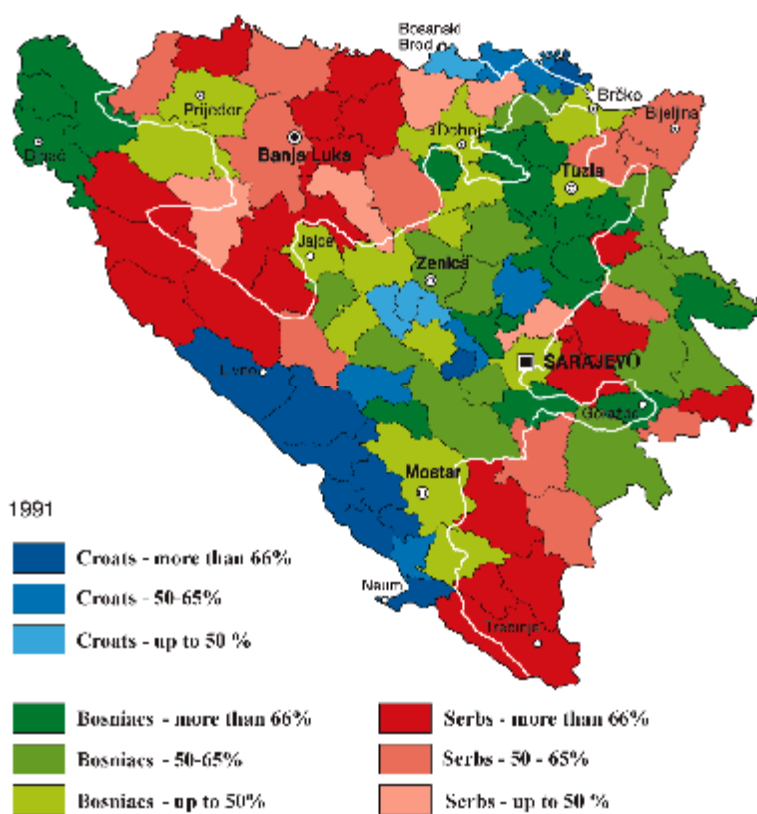 Bosanski
Brod
Brčko
Prijedor
Doboj
Bijeljina
Banja Luka
Tuzla
Jajce
Zenica
SARAJEVO
Livno
Goražde
Mostar
1991
Croats - more than 66%
Neum
Croats - 50-65%
Trebinje
Croats - up to 50 %
Bosniacs - more than 66%
Serbs - more than 66%
Bosniacs - 50-65%
Serbs - 50 - 65%
Bosniacs - up to 50%
Serbs - up to 50 %